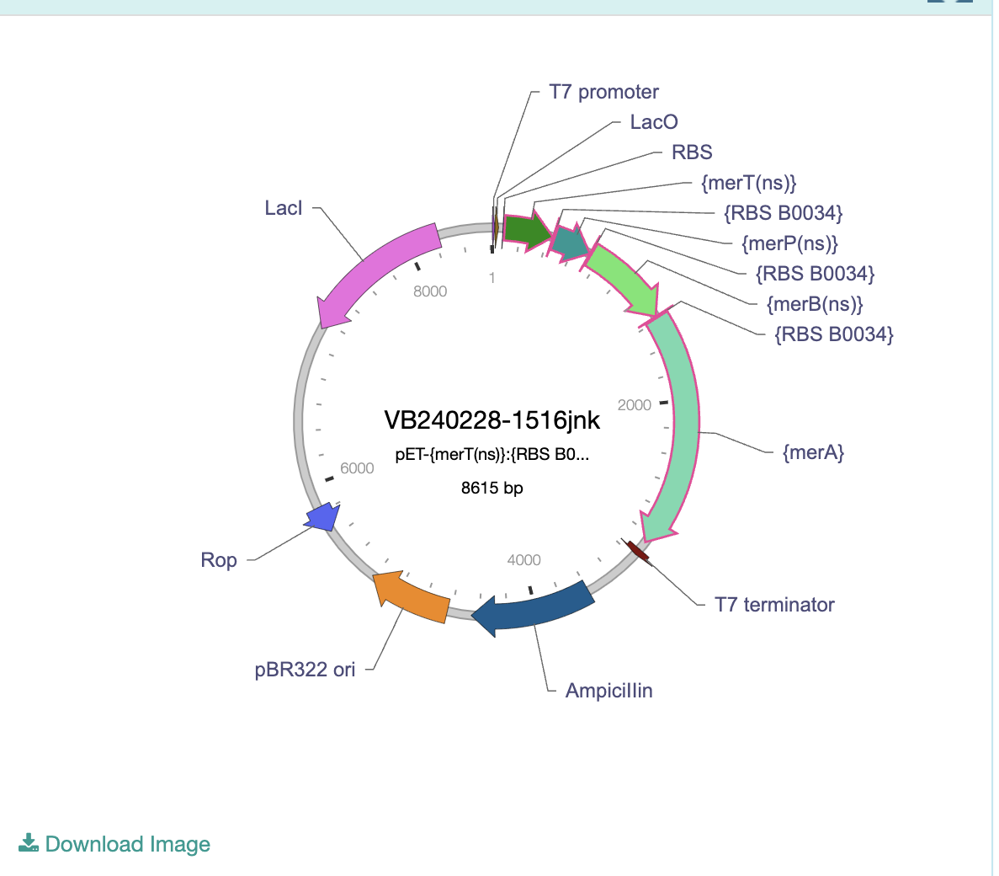 T7 promoter
LacO
RBS
{merT(ns)}
LacI
{RBS B0034}
{merP(ns)}
{RBS B0034}
1
8000
{merB(ns)}
{RBS B0034}
2000
VB240228-1516jnk
pET-{merT(ns)}:{RBS B0...
{merA}
6000
8615 bp
Rop
4000
T7 terminator
pBR322 ori
Ampicillin
Download Image